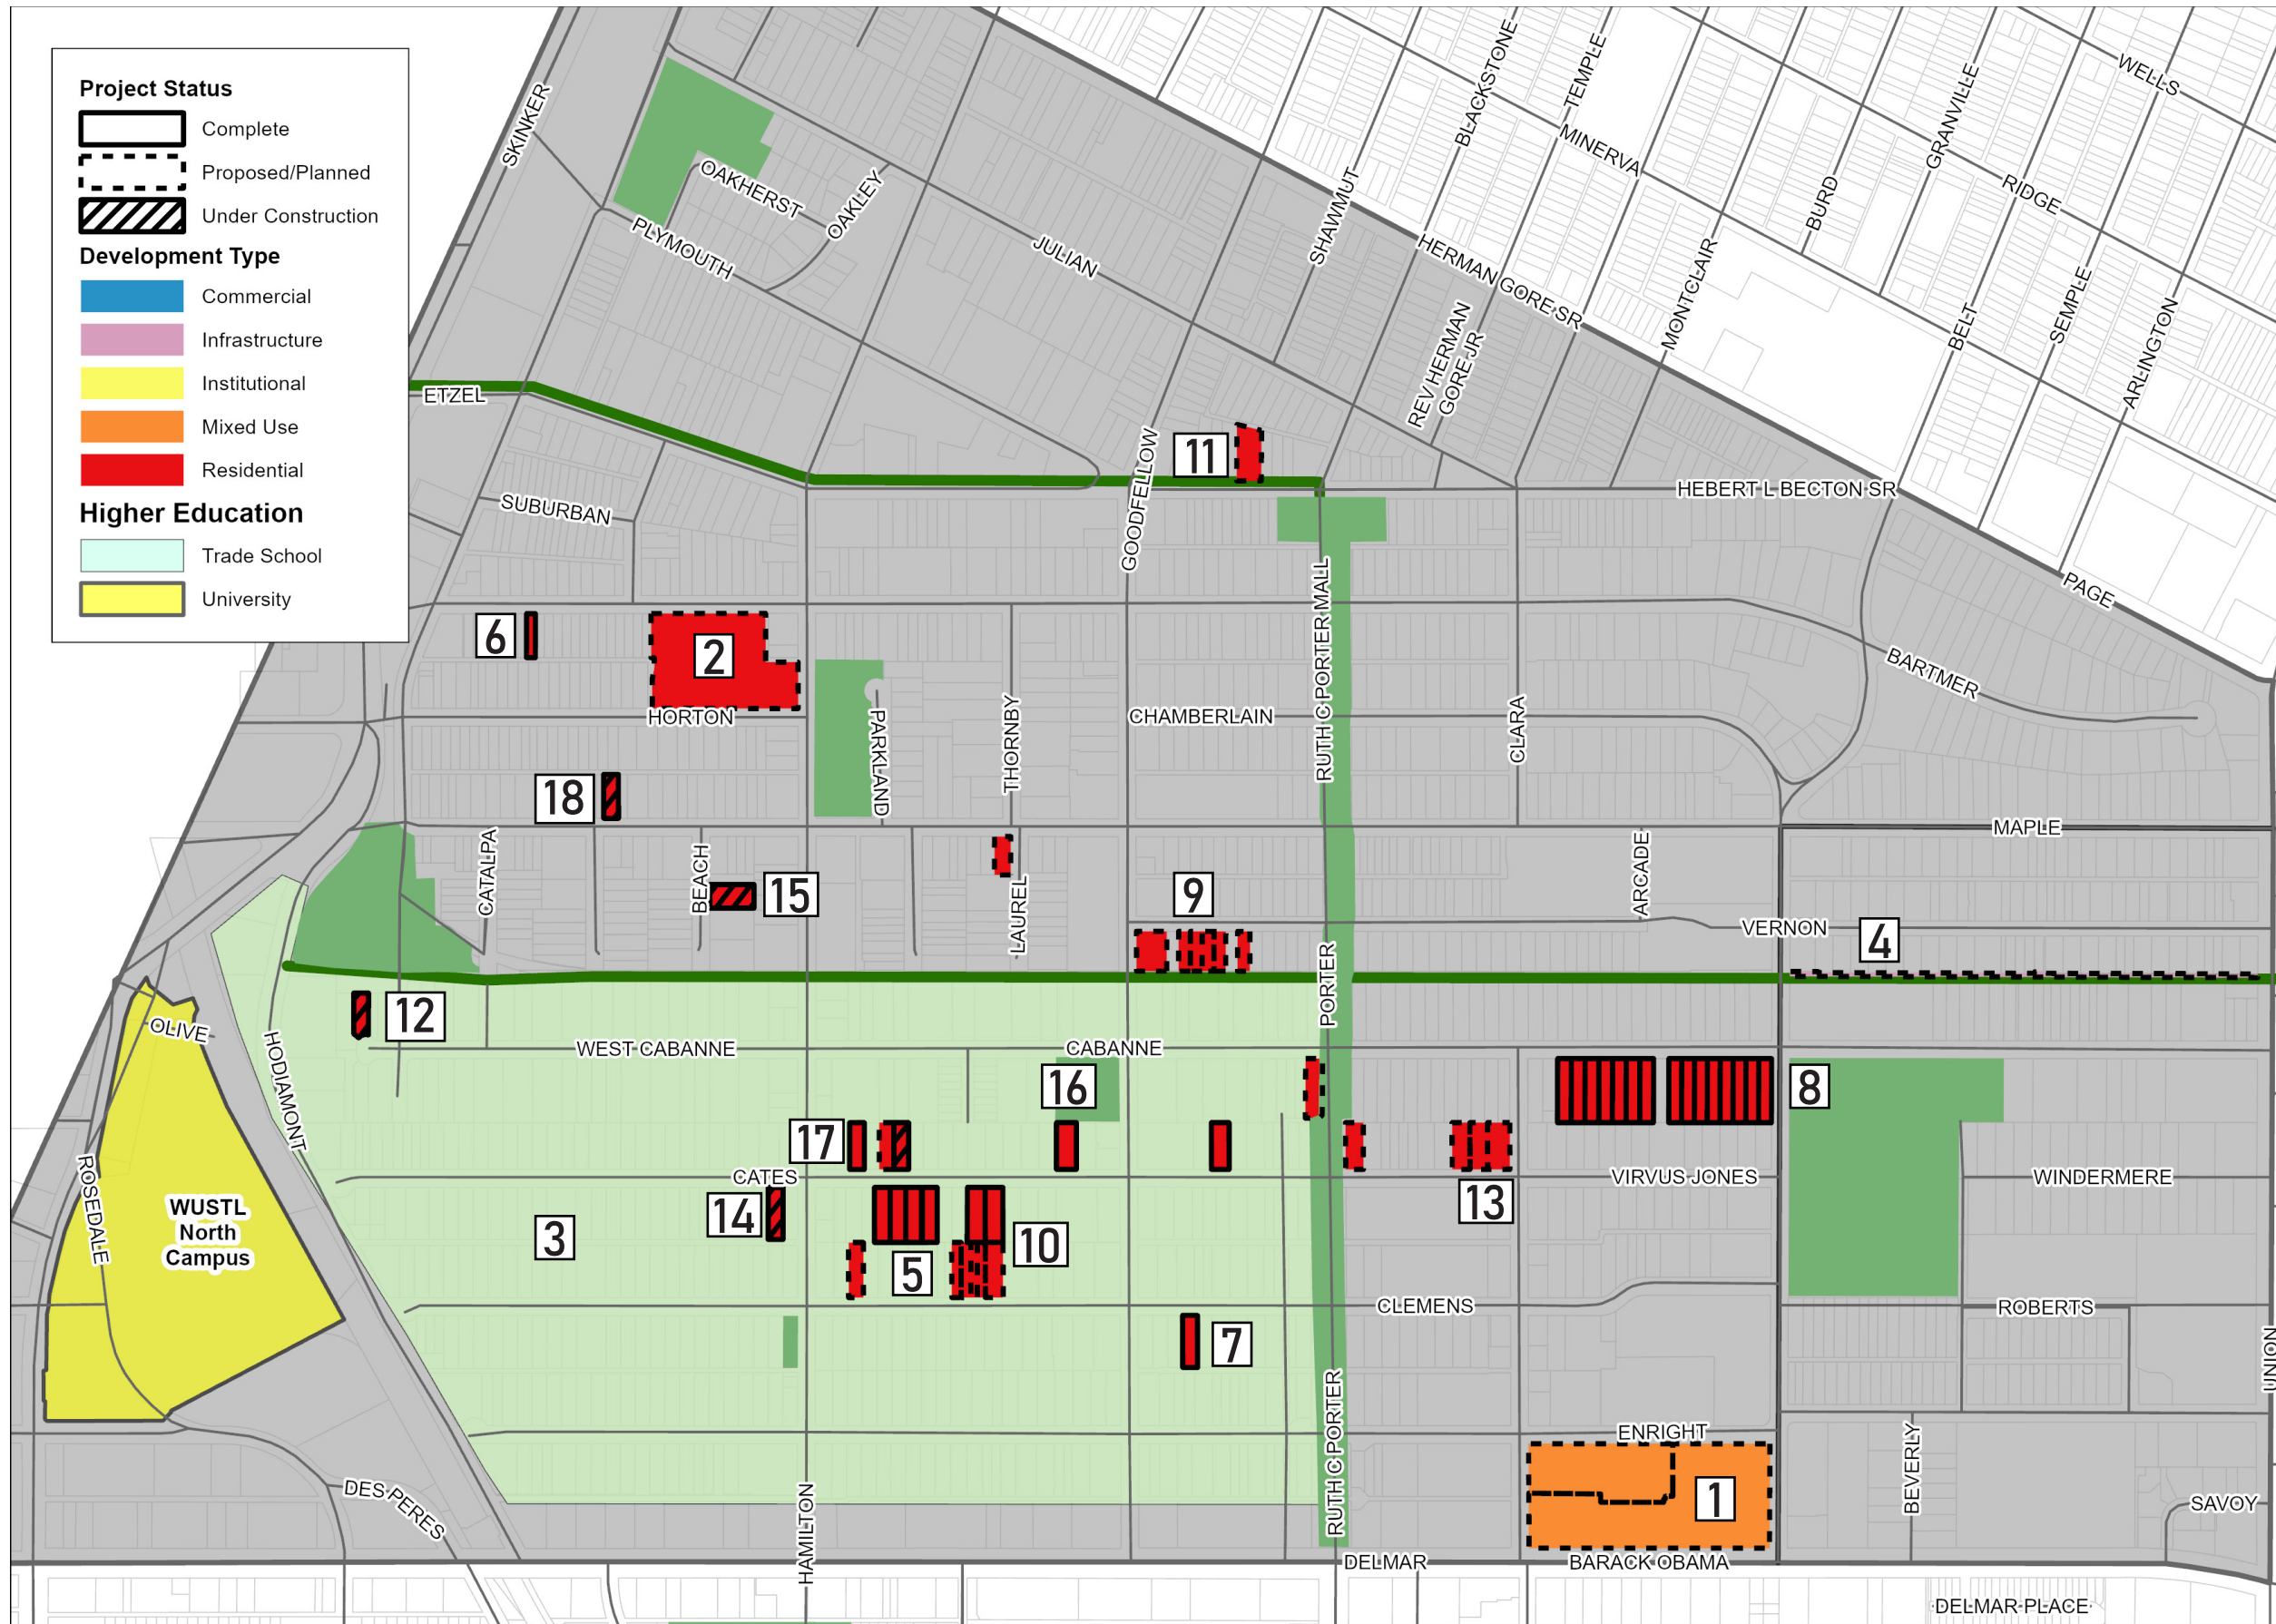 Project Status
Complete
Proposed/Planned
Under Construction
Development Type
Commercial
Infrastructure
Institutional
Mixed Use
Residential
Higher Education
Trade School
University
SKINKER
OAKHERST
OAKLEY
PLYMOUTH
JULIAN
SHAWMUT
BLACKSTONE
TEMPLE
MINERVA
WELLS
GRANVILLE
RIDGE
BURD
HERMAN GORE SR
MONTCLAIR
BELT
SEMPLE
ARLINGTON
REV HERMAN
GORE JR
ETZEL
11
GOODFELLOW
HEBERT L BECTON SR
SUBURBAN
PAGE
6
2
RUTH C PORTER MALL
BARTMER
HORTON
PARKLAND
THORNBY
CHAMBERLAIN
CLARA
18
MAPLE
CATALPA
BEACH
15
LAUREL
9
ARCADE
VERNON
4
PORTER
12
OLIVE
HODIAMONT
WEST CABANNE
CABANNE
16
8
17
CATES
VIRVUS JONES
WINDERMERE
ROSEDALE
WUSTL
North
Campus
3
14
5
10
13
CLEMENS
ROBERTS
7
UNION
RUTH C PORTER
ENRIGHT
1
BEVERLY
SAVOY
DES PERES
HAMILTON
DELMAR
BARACK OBAMA
DELMAR PLACE